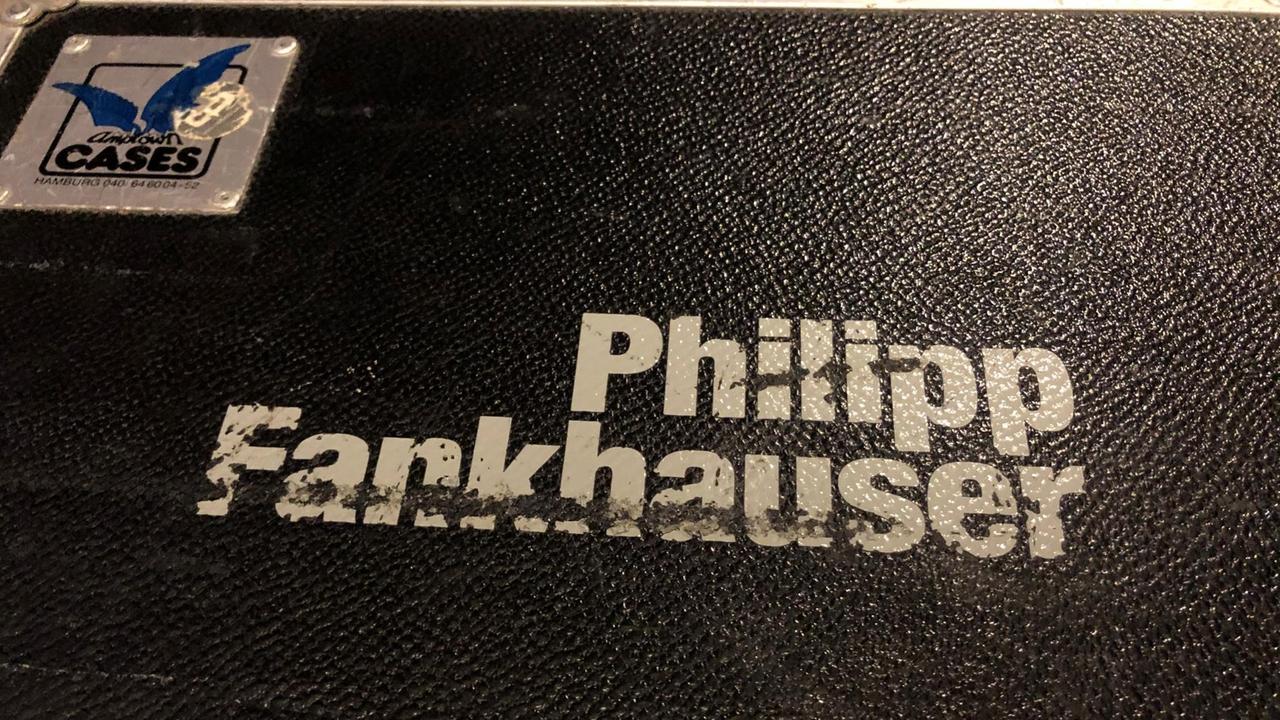 amptown
CASES
HAMBURG 040/64 60 04-52
Philipp
Fankhauser